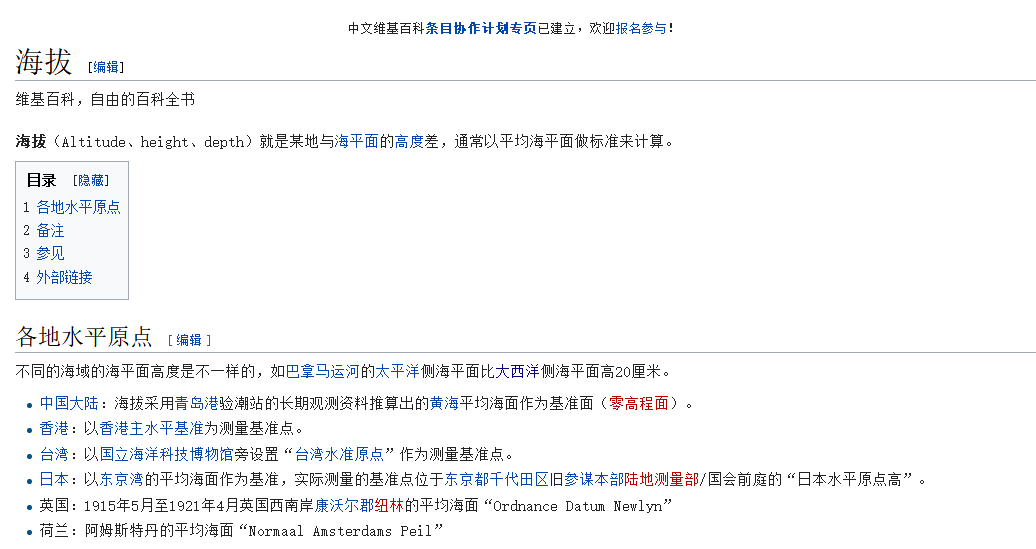 中文维基百科条目协作计划专页已建立，欢迎报名参与！
海拔 [编辑]
维基百科，自由的百科全书
海拔（Altitude、height、depth）就是某地与海平面的高度差，通常以平均海平面做标准来计算。
目录 [隐藏]
1 各地水平原点
2 备注
3 参见
4 外部链接
各地水平原点 [ 编辑 ]
不同的海域的海平面高度是不一样的，如巴拿马运河的太平洋侧海平面比大西洋侧海平面高20厘米。
中国大陆：海拔采用青岛港验潮站的长期观测资料推算出的黄海平均海面作为基准面（零高程面）。
香港：以香港主水平基准为测量基准点。
台湾：以国立海洋科技博物馆旁设置“台湾水准原点”作为测量基准点。
日本：以东京湾的平均海面作为基准，实际测量的基准点位于东京都千代田区旧参谋本部陆地测量部/国会前庭的“日本水平原点高”。
英国：1915年5月至1921年4月英国西南岸康沃尔郡纽林的平均海面“Ordnance Datum Newlyn”
荷兰：阿姆斯特丹的平均海面“Normaal Amsterdams Peil”